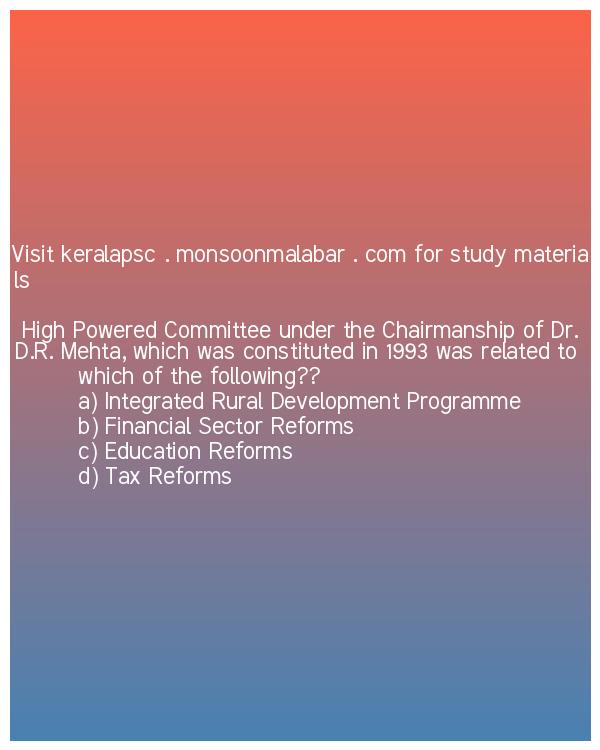 Visit keralapsc . monsoonmalabar . com for study materia
ls
High Powered Committee under the Chairmanship of Dr.
D.R. Mehta, which was constituted in 1993 was related to
which of the following??
a) Integrated Rural Development Programme
b) Financial Sector Reforms
c) Education Reforms
d) Tax Reforms